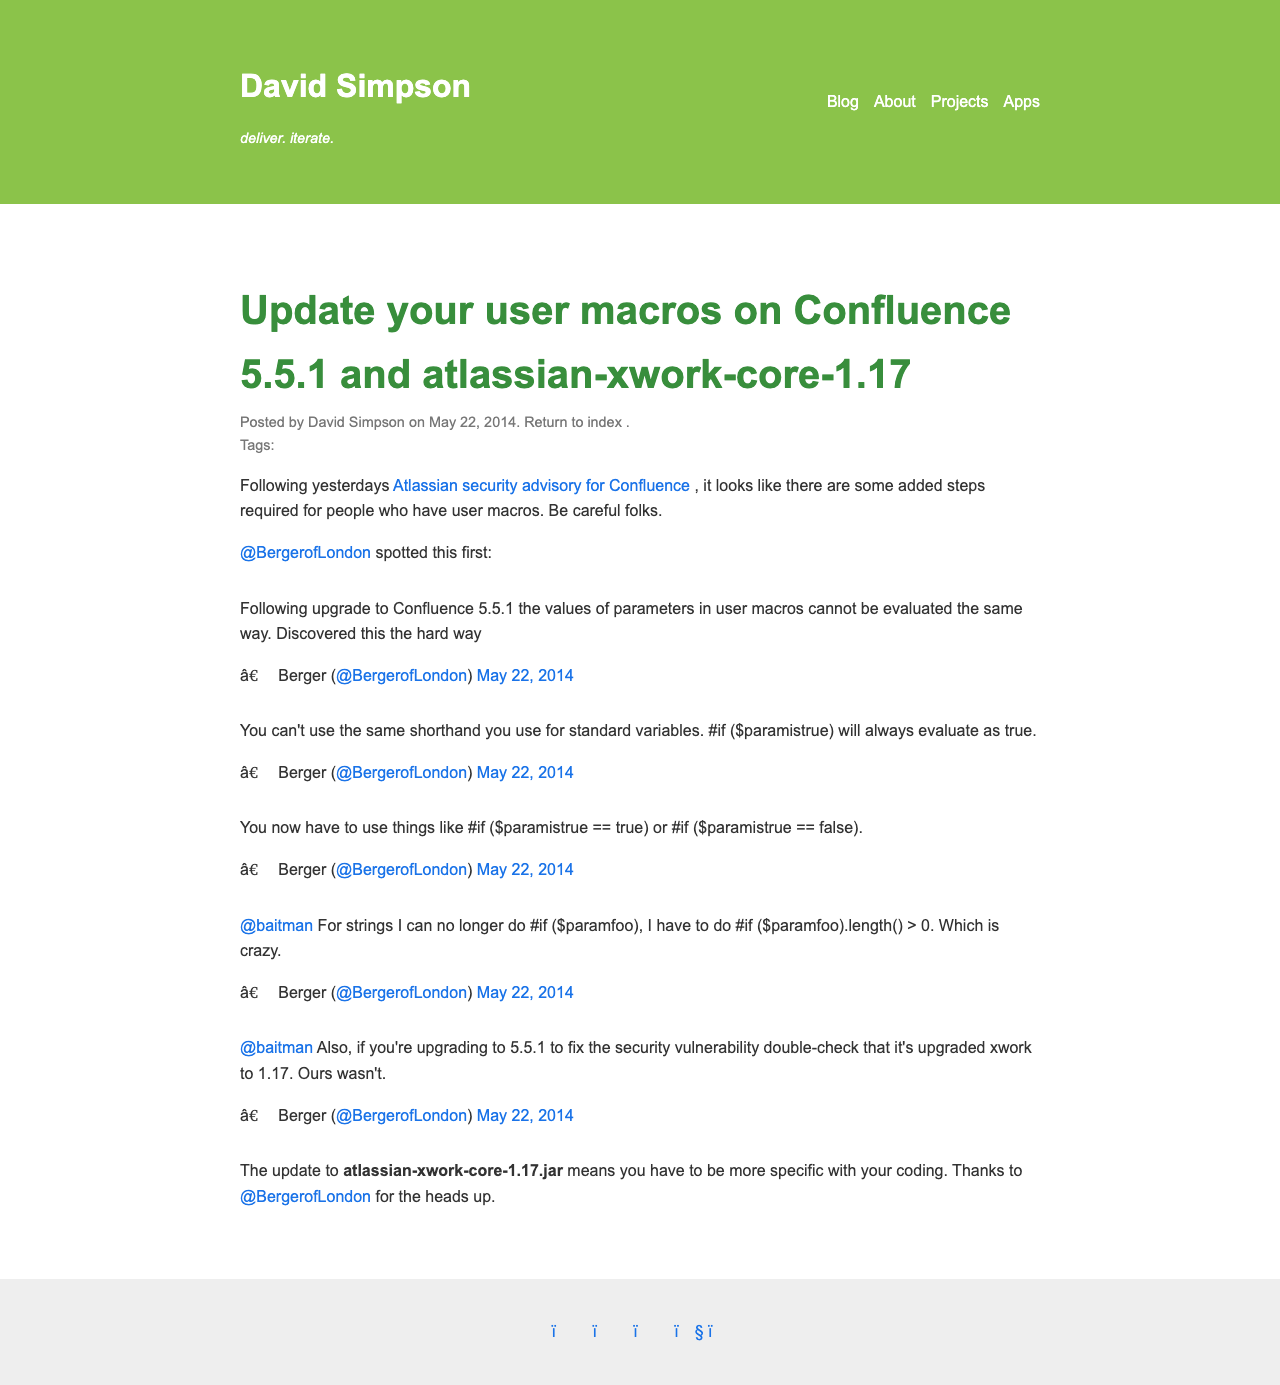 David Simpson
deliver. iterate.
Blog About Projects Apps
Update your user macros on Confluence
5.5.1 and atlassian-xwork-core-1.17
Posted by David Simpson on May 22, 2014. Return to index .
Tags:
Following yesterdays Atlassian security advisory for Confluence , it looks like there are some added steps
required for people who have user macros. Be careful folks.
@BergerofLondon spotted this first:
Following upgrade to Confluence 5.5.1 the values of parameters in user macros cannot be evaluated the same
way. Discovered this the hard way
â€ Berger (@BergerofLondon) May 22, 2014
You can't use the same shorthand you use for standard variables. #if ($paramistrue) will always evaluate as true.
â€ Berger (@BergerofLondon) May 22, 2014
You now have to use things like #if ($paramistrue == true) or #if ($paramistrue == false).
â€ Berger (@BergerofLondon) May 22, 2014
@baitman For strings I can no longer do #if ($paramfoo), I have to do #if ($paramfoo).length() > 0. Which is
crazy.
â€ Berger (@BergerofLondon) May 22, 2014
@baitman Also, if you're upgrading to 5.5.1 to fix the security vulnerability double-check that it's upgraded xwork
to 1.17. Ours wasn't.
â€ Berger (@BergerofLondon) May 22, 2014
The update to atlassian-xwork-core-1.17.jar means you have to be more specific with your coding. Thanks to
@BergerofLondon for the heads up.
ï ï ï ï § ï